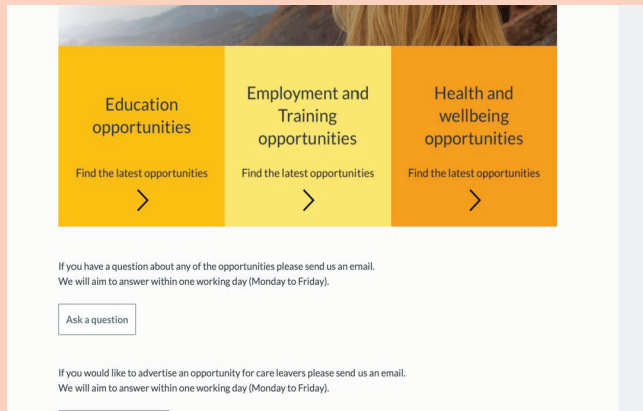 Education
opportunities
Find the latest opportunities
Employment and
Training
opportunities
Find the latest opportunities
Health and
wellbeing
opportunities
Find the latest opportunities
If you have a question about any of the opportunities please send us an email.
We will aim to answer within one working day (Monday to Friday).
Ask a question
If you would like to advertise an opportunity for care leavers please send us an email.
We will aim to answer within one working day (Monday to Friday).